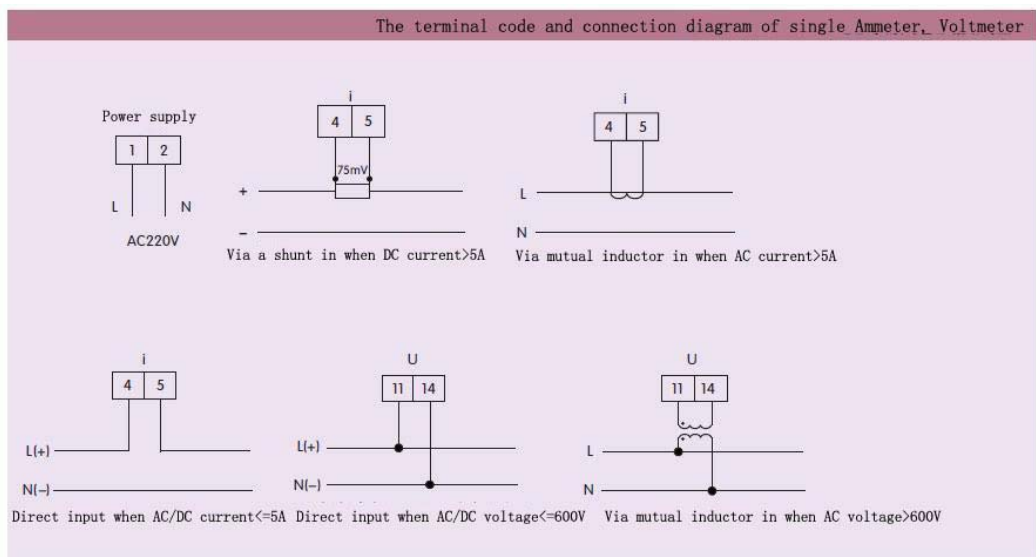 The terminal code and connection diagram of single Ammeter, Voltmeter
Power supply
1 2
L N
AC220V
i
4 5
75mV
+
-
Via a shunt in when DC current>5A
i
4 5
L
N
Via mutual inductor in when AC current>5A
i
4 5
L(+)
N(-)
Direct input when AC/DC current<=5A
U
11 14
L(+)
N(-)
Direct input when AC/DC voltage<=600V
U
11 14
L
N
Via mutual inductor in when AC voltage>600V